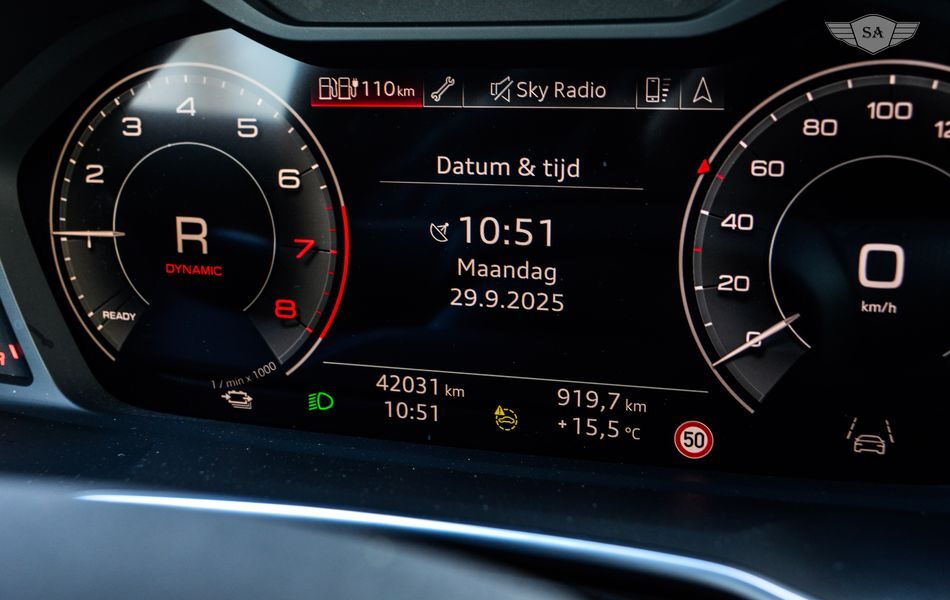 SA
110 km
Sky Radio
Datum & tijd
10:51
Maandag
29.9.2025
1
2
3
4
5
6
7
8
R
DYNAMIC
READY
1 / min x 1000
0
20
40
60
80
100
0
km/h
42031 km
10:51
919,7 km
+15,5 °C
50